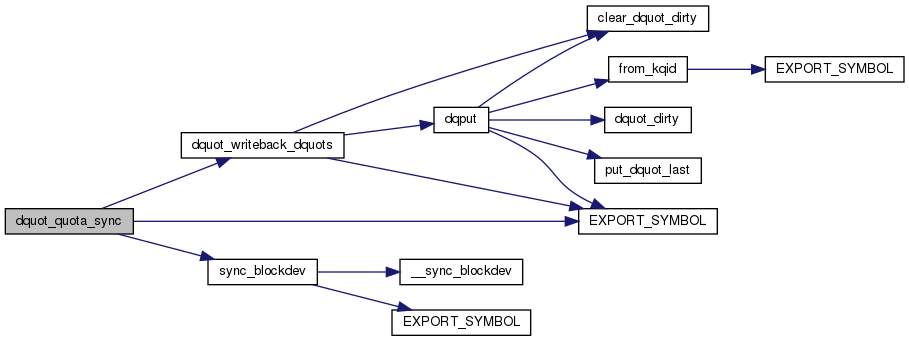 clear_dquot_dirty
from_kqid
EXPORT_SYMBOL
dqput
dquot_dirty
dquot_writeback_dquots
put_dquot_last
dquot_quota_sync
EXPORT_SYMBOL
sync_blockdev
__sync_blockdev
EXPORT_SYMBOL